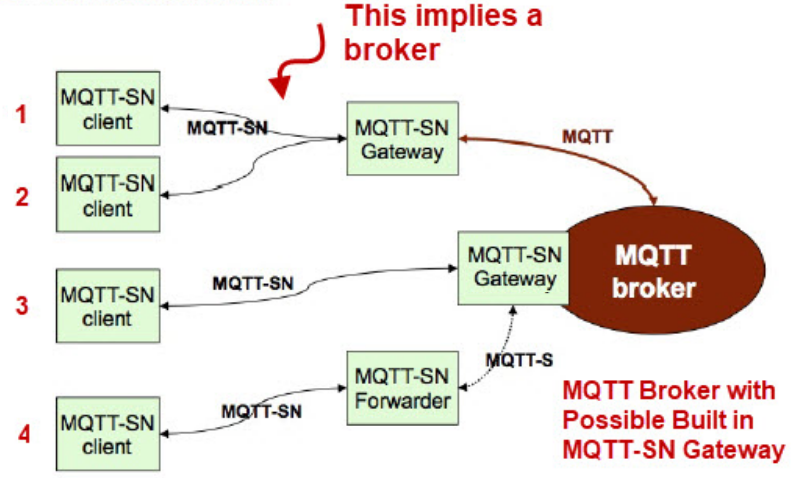 This implies a
broker
1
MQTT-SN
client
MQTT-SN
MQTT-SN
Gateway
MQTT
2
MQTT-SN
client
MQTT-SN
Gateway
MQTT
broker
3
MQTT-SN
client
MQTT-SN
MQTT-S
MQTT-SN
Forwarder
4
MQTT-SN
client
MQTT-SN
MQTT Broker with
Possible Built in
MQTT-SN Gateway